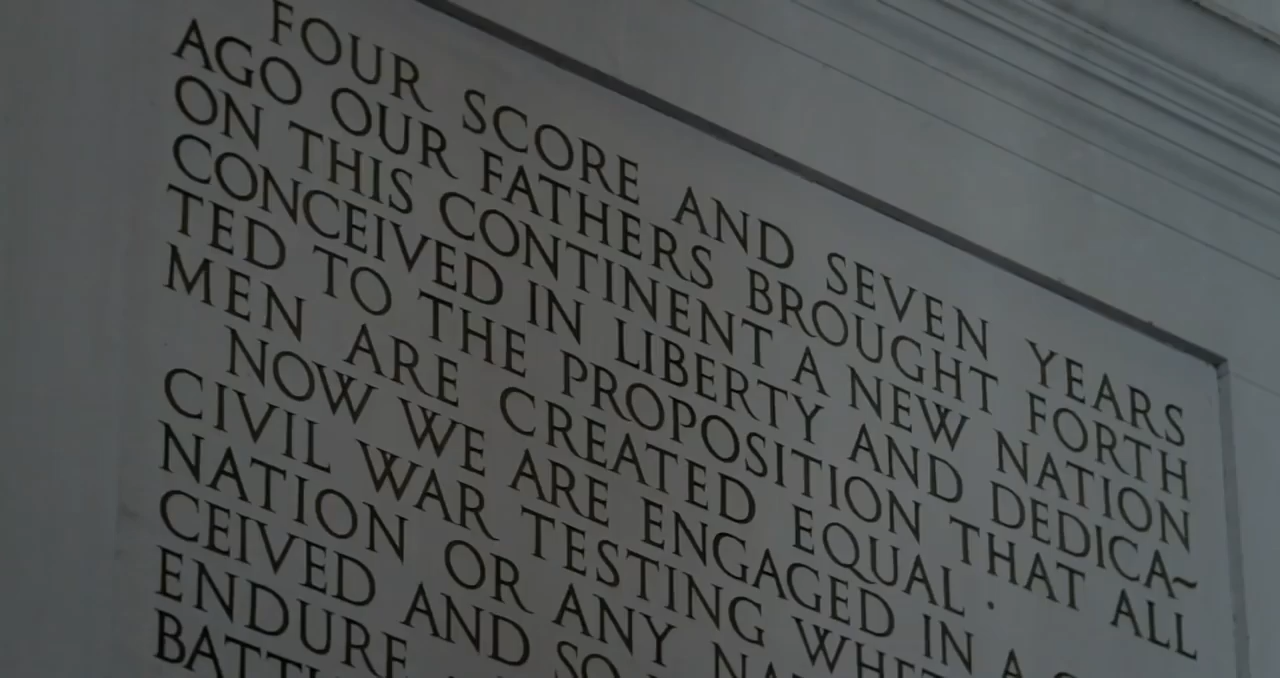 FOUR SCORE AND SEVEN YEARS
AGO OUR FATHERS BROUGHT FORTH
ON THIS CONTINENT A NEW NATION
CONCEIVED IN LIBERTY AND DEDICA~
TED TO THE PROPOSITION THAT ALL
MEN ARE CREATED EQUAL ·
NOW WE ARE ENGAGED IN A
CIVIL WAR TESTING
NATION OR ANY
CEIVED AND SO
ENDURE